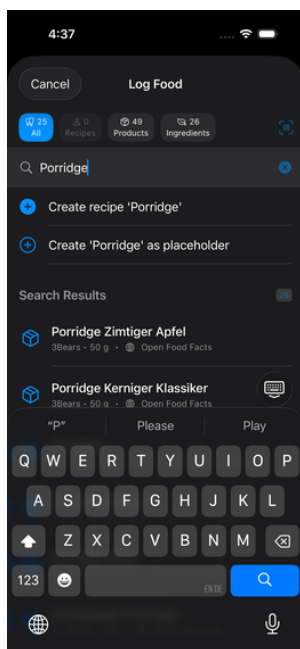 4:37
Cancel
Log Food
25
All
0
Recipes
49
Products
26
Ingredients
Porridge
Create recipe 'Porridge'
Create 'Porridge' as placeholder
Search Results
25
Porridge Zimtiger Apfel
3Bears • 50 g • Open Food Facts
Porridge Kerniger Klassiker
3Bears • 50 g • Open Food Facts
“P”
Please
Play
Q W E R T Y U I O P
A S D F G H J K L
Z X C V B N M
123
EN DE